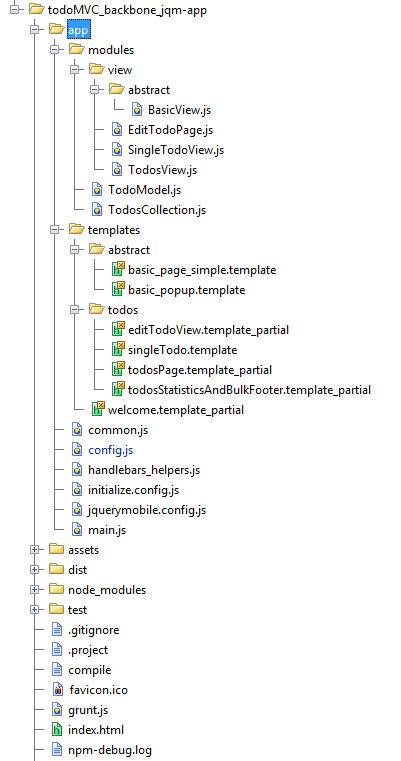 todoMVC_backbone_jqm-app
app
modules
view
abstract
BasicView.js
EditTodoPage.js
SingleTodoView.js
TodosView.js
TodoModel.js
TodosCollection.js
templates
abstract
basic_page_simple.template
basic_popup.template
todos
editTodoView.template_partial
singleTodo.template
todosPage.template_partial
todosStatisticsAndBulkFooter.template_partial
welcome.template_partial
common.js
config.js
handlebars_helpers.js
initialize.config.js
jquerymobile.config.js
main.js
assets
dist
node_modules
test
.gitignore
.project
compile
favicon.ico
grunt.js
index.html
npm-debug.log